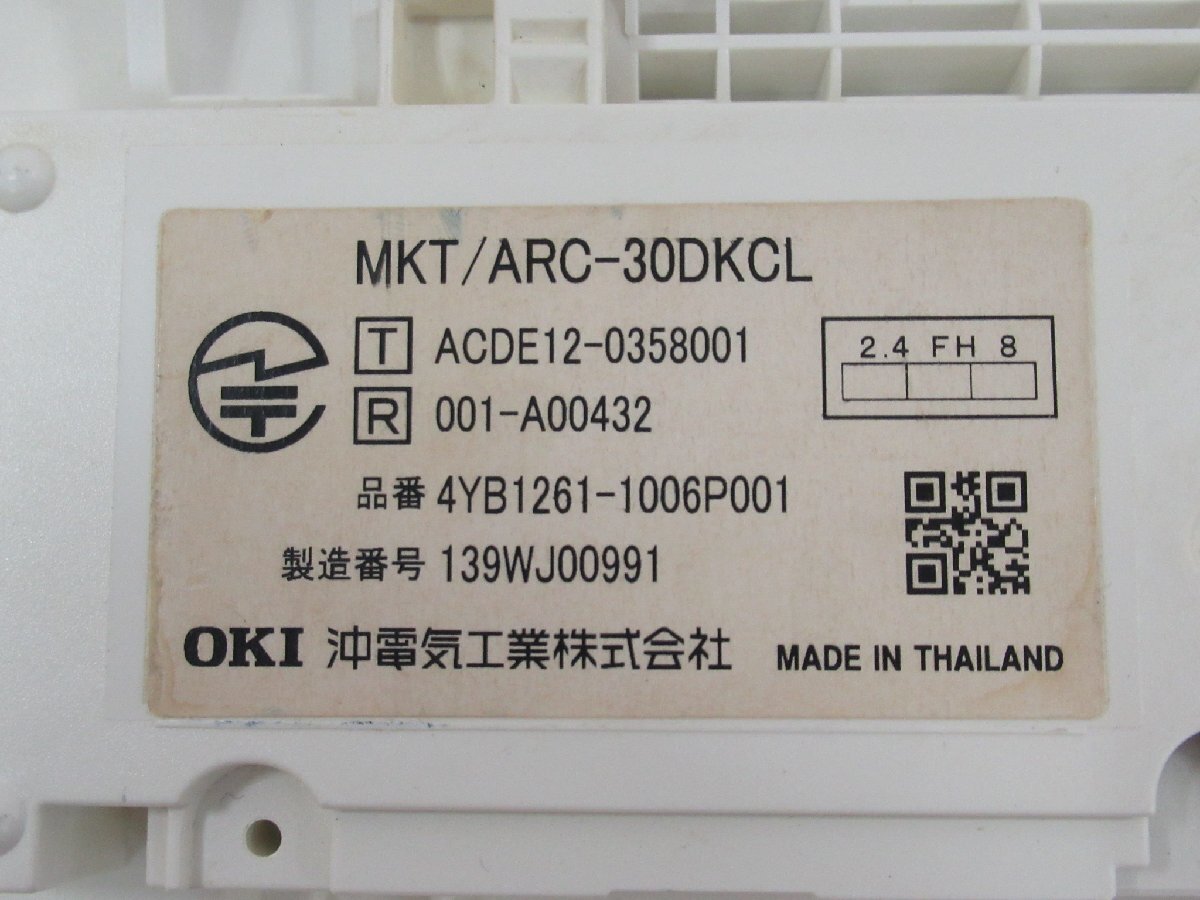 MKT/ARC-30DKCL
T ACDE12-0358001
R 001-A00432
2.4 FH 8
品番 4YB1261-1006P001
製造番号 139WJ00991
OKI 沖電気工業株式会社 MADE IN THAILAND